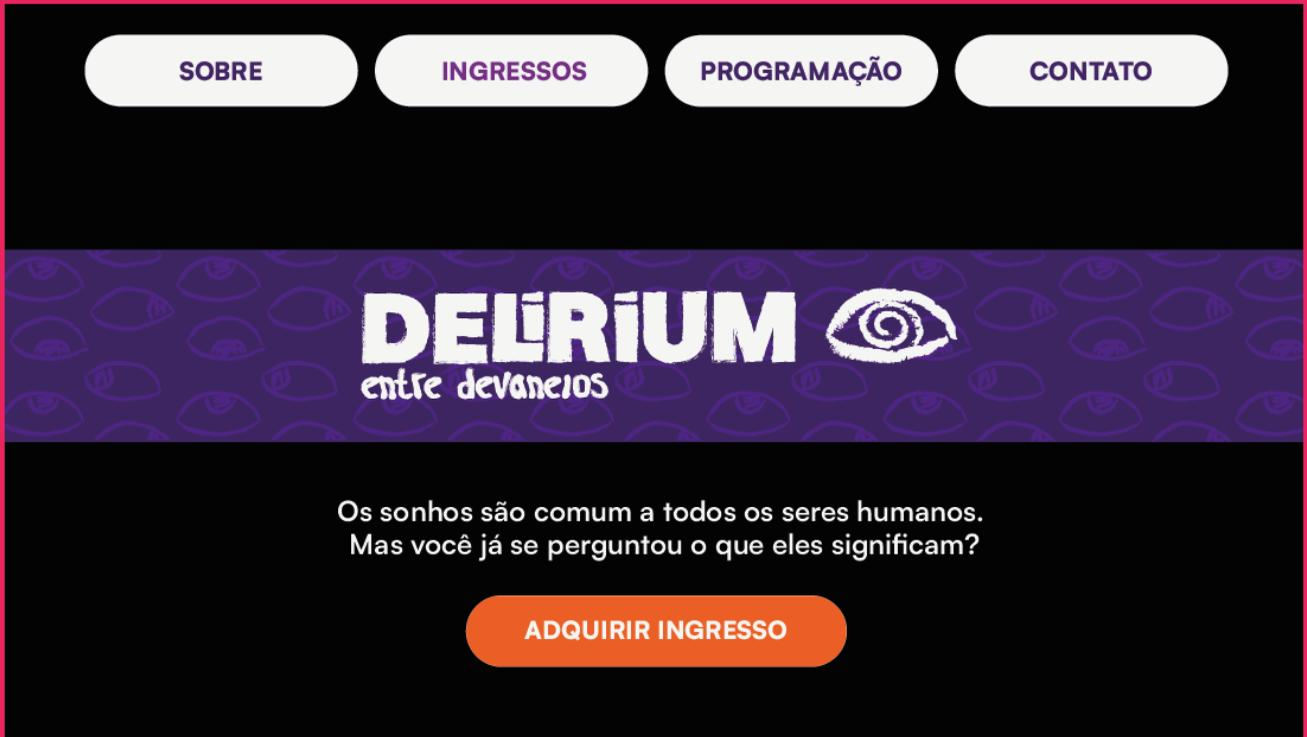 SOBRE
INGRESSOS
PROGRAMAÇÃO
CONTATO
DELiRiUM
entre devaneios
Os sonhos são comum a todos os seres humanos.
Mas você já se perguntou o que eles significam?
ADQUIRIR INGRESSO